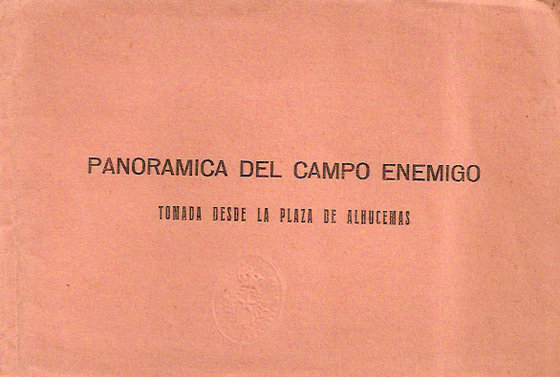 PANORAMICA DEL CAMPO ENEMIGO
TOMADA DESDE LA PLAZA DE ALHUCEMAS